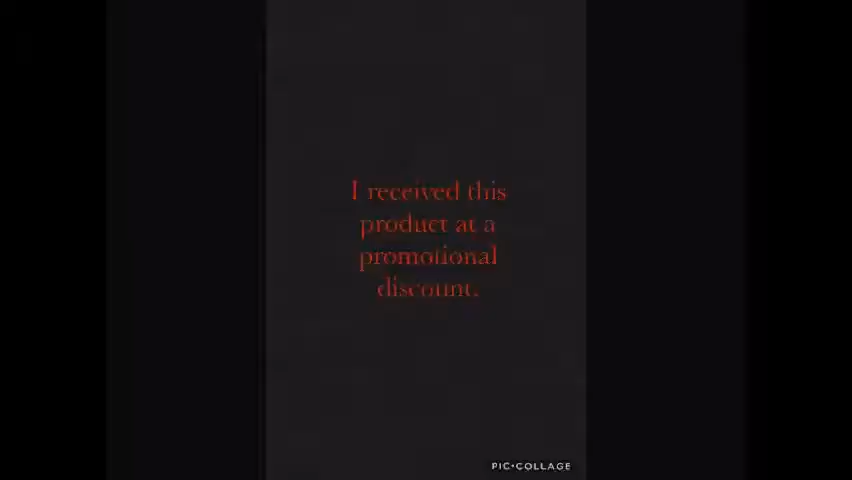 I received this
product at a
promotional
discount.
PIC•COLLAGE